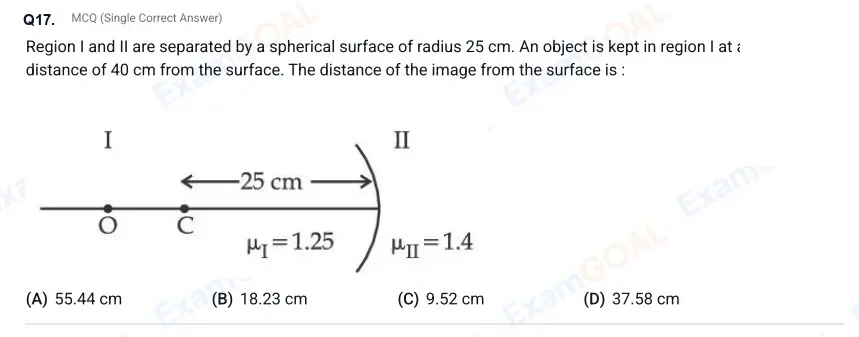 Q17. MCQ (Single Correct Answer)
Region I and II are separated by a spherical surface of radius 25 cm. An object is kept in region I at
distance of 40 cm from the surface. The distance of the image from the surface is :
I II
25 cm
O C
μI = 1.25 μII = 1.4
(A) 55.44 cm (B) 18.23 cm (C) 9.52 cm (D) 37.58 cm
ExamGOAL